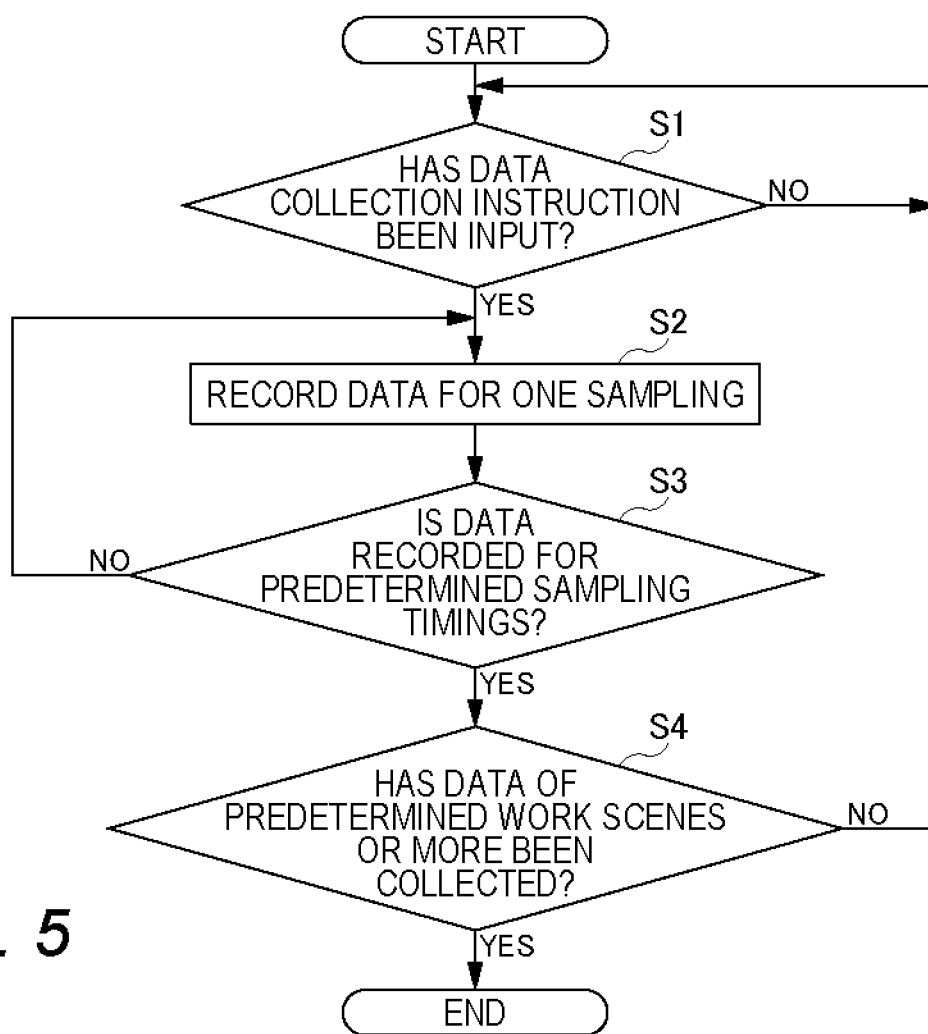 START
S1
HAS DATA
COLLECTION INSTRUCTION
BEEN INPUT?
NO
YES
S2
RECORD DATA FOR ONE SAMPLING
S3
IS DATA
RECORDED FOR
PREDETERMINED SAMPLING
TIMINGS?
NO
YES
S4
HAS DATA OF
PREDETERMINED WORK SCENES
OR MORE BEEN
COLLECTED?
NO
YES
. 5
END